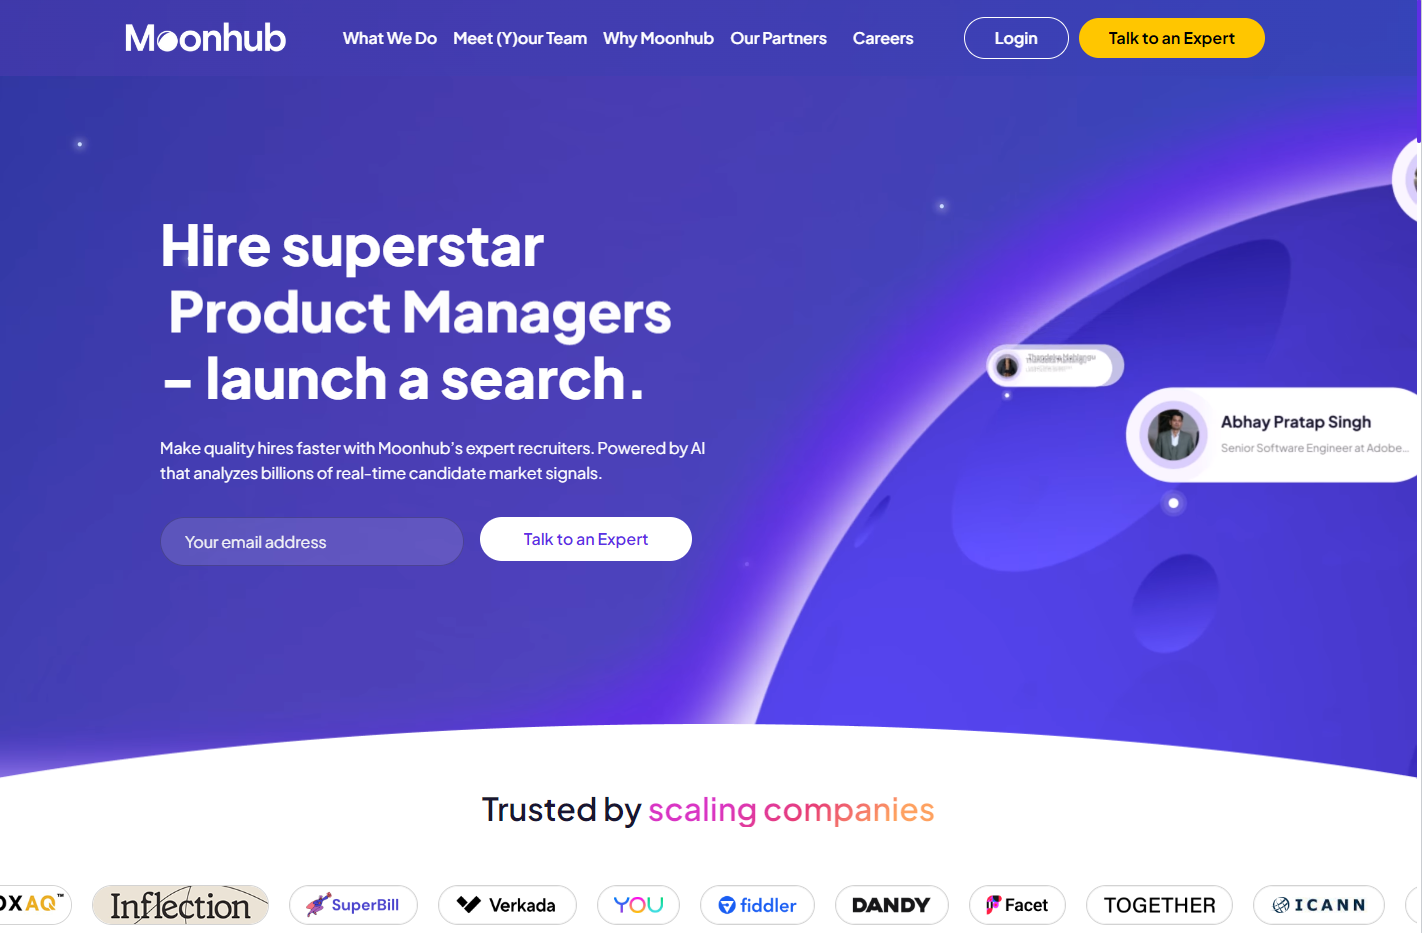 Moonhub
What We Do
Meet (Y)our Team
Why Moonhub
Our Partners
Careers
Login
Talk to an Expert
Hire superstar
Product Managers
– launch a search.
Make quality hires faster with Moonhub's expert recruiters. Powered by AI
that analyzes billions of real-time candidate market signals.
Your email address
Talk to an Expert
Abhay Pratap Singh
Senior Software Engineer at Adobe...
Trusted by scaling companies
AQ™
Inflection
SuperBill
Verkada
YOU
fiddler
DANDY
Facet
TOGETHER
ICANN